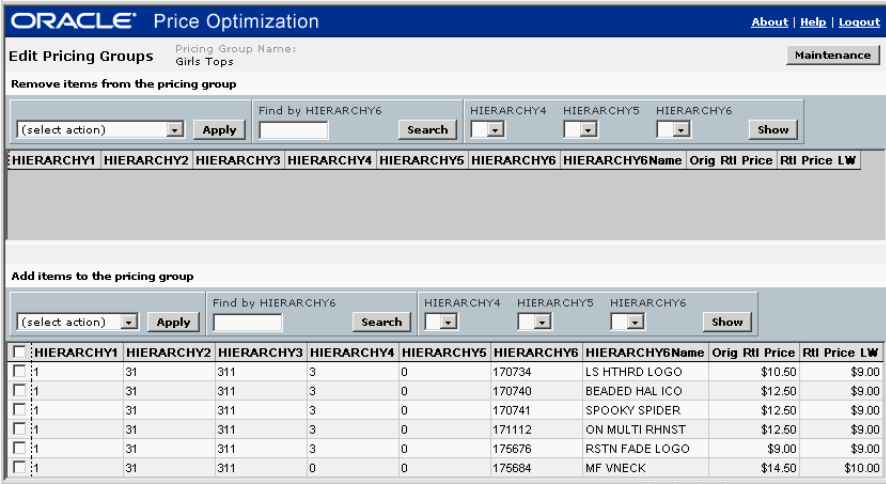 ORACLE® Price Optimization
About | Help | Logout
Edit Pricing Groups
Pricing Group Name:
Girls Tops
Maintenance
Remove items from the pricing group
Find by HIERARCHY6
HIERARCHY4 HIERARCHY5 HIERARCHY6
(select action) Apply Search Show
HIERARCHY1 HIERARCHY2 HIERARCHY3 HIERARCHY4 HIERARCHY5 HIERARCHY6 HIERARCHY6Name Orig Rtl Price Rtl Price LW
Add items to the pricing group
Find by HIERARCHY6
HIERARCHY4 HIERARCHY5 HIERARCHY6
(select action) Apply Search Show
HIERARCHY1 HIERARCHY2 HIERARCHY3 HIERARCHY4 HIERARCHY5 HIERARCHY6 HIERARCHY6Name Orig Rtl Price Rtl Price LW
1 31 311 3 0 170734 LS HTHRD LOGO $10.50 $9.00
1 31 311 3 0 170740 BEADED HAL ICO $12.50 $9.00
1 31 311 3 0 170741 SPOOKY SPIDER $12.50 $9.00
1 31 311 3 0 171112 ON MULTI RHNST $12.50 $9.00
1 31 311 3 0 175676 RSTN FADE LOGO $9.00 $9.00
1 31 311 0 0 175684 MF VNECK $14.50 $10.00